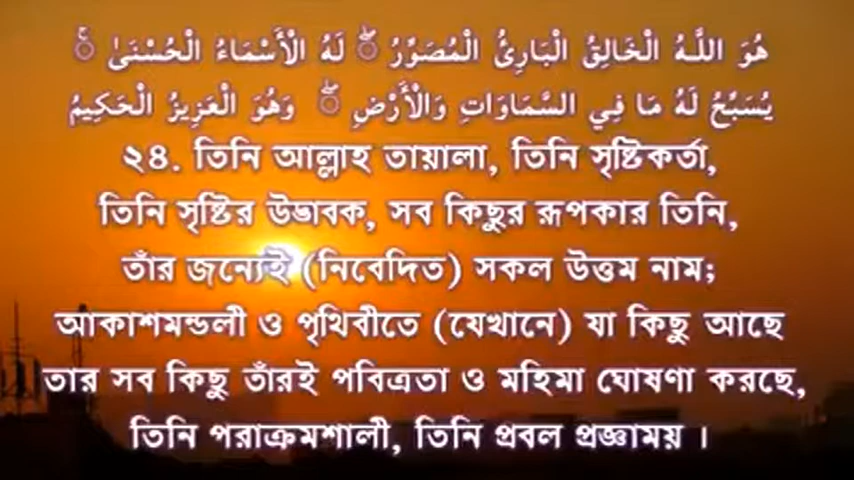 هُوَ اللَّـهُ الْخَالِقُ الْبَارِئُ الْمُصَوِّرُ ۖ لَهُ الْأَسْمَاءُ الْحُسْنَىٰ ۚ
يُسَبِّحُ لَهُ مَا فِي السَّمَاوَاتِ وَالْأَرْضِ ۖ وَهُوَ الْعَزِيزُ الْحَكِيمُ
২৪. তিনি আল্লাহ তায়ালা, তিনি সৃষ্টিকর্তা,
তিনি সৃষ্টির উদ্ভাবক, সব কিছুর রূপকার তিনি,
তাঁর জন্যেই (নিবেদিত) সকল উত্তম নাম;
আকাশমন্ডলী ও পৃথিবীতে (যেখানে) যা কিছু আছে
তার সব কিছু তাঁরই পবিত্রতা ও মহিমা ঘোষণা করছে,
তিনি পরাক্রমশালী, তিনি প্রবল প্রজ্ঞাময় ।